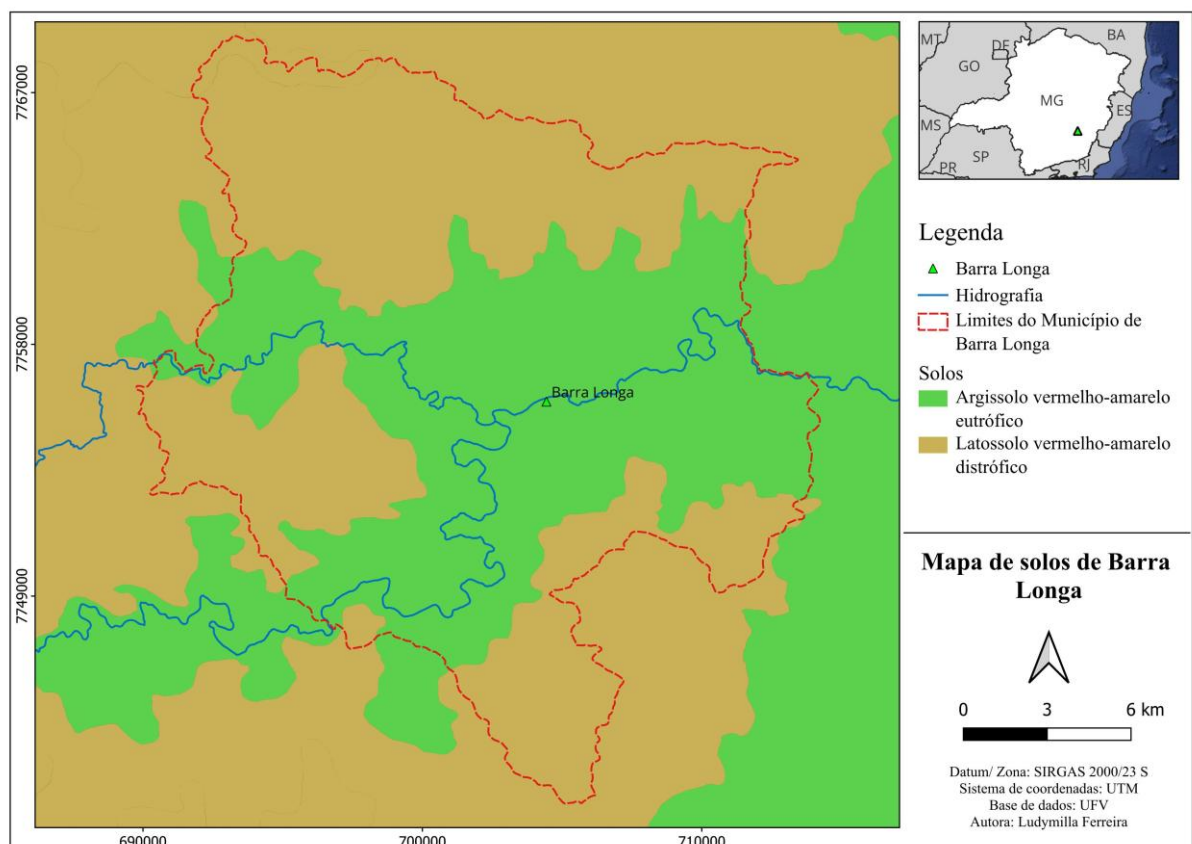 7767000
7758000
7749000
690000
700000
710000
Barra Longa
MT
DF
BA
GO
MG
ES
MS
SP
RJ
PR
Legenda
Barra Longa
Hidrografia
Limites do Município de
Barra Longa
Solos
Argissolo vermelho-amarelo
eutrófico
Latossolo vermelho-amarelo
distrófico
Mapa de solos de Barra
Longa
0 3 6 km
Datum/ Zona: SIRGAS 2000/23 S
Sistema de coordenadas: UTM
Base de dados: UFV
Autora: Ludymilla Ferreira